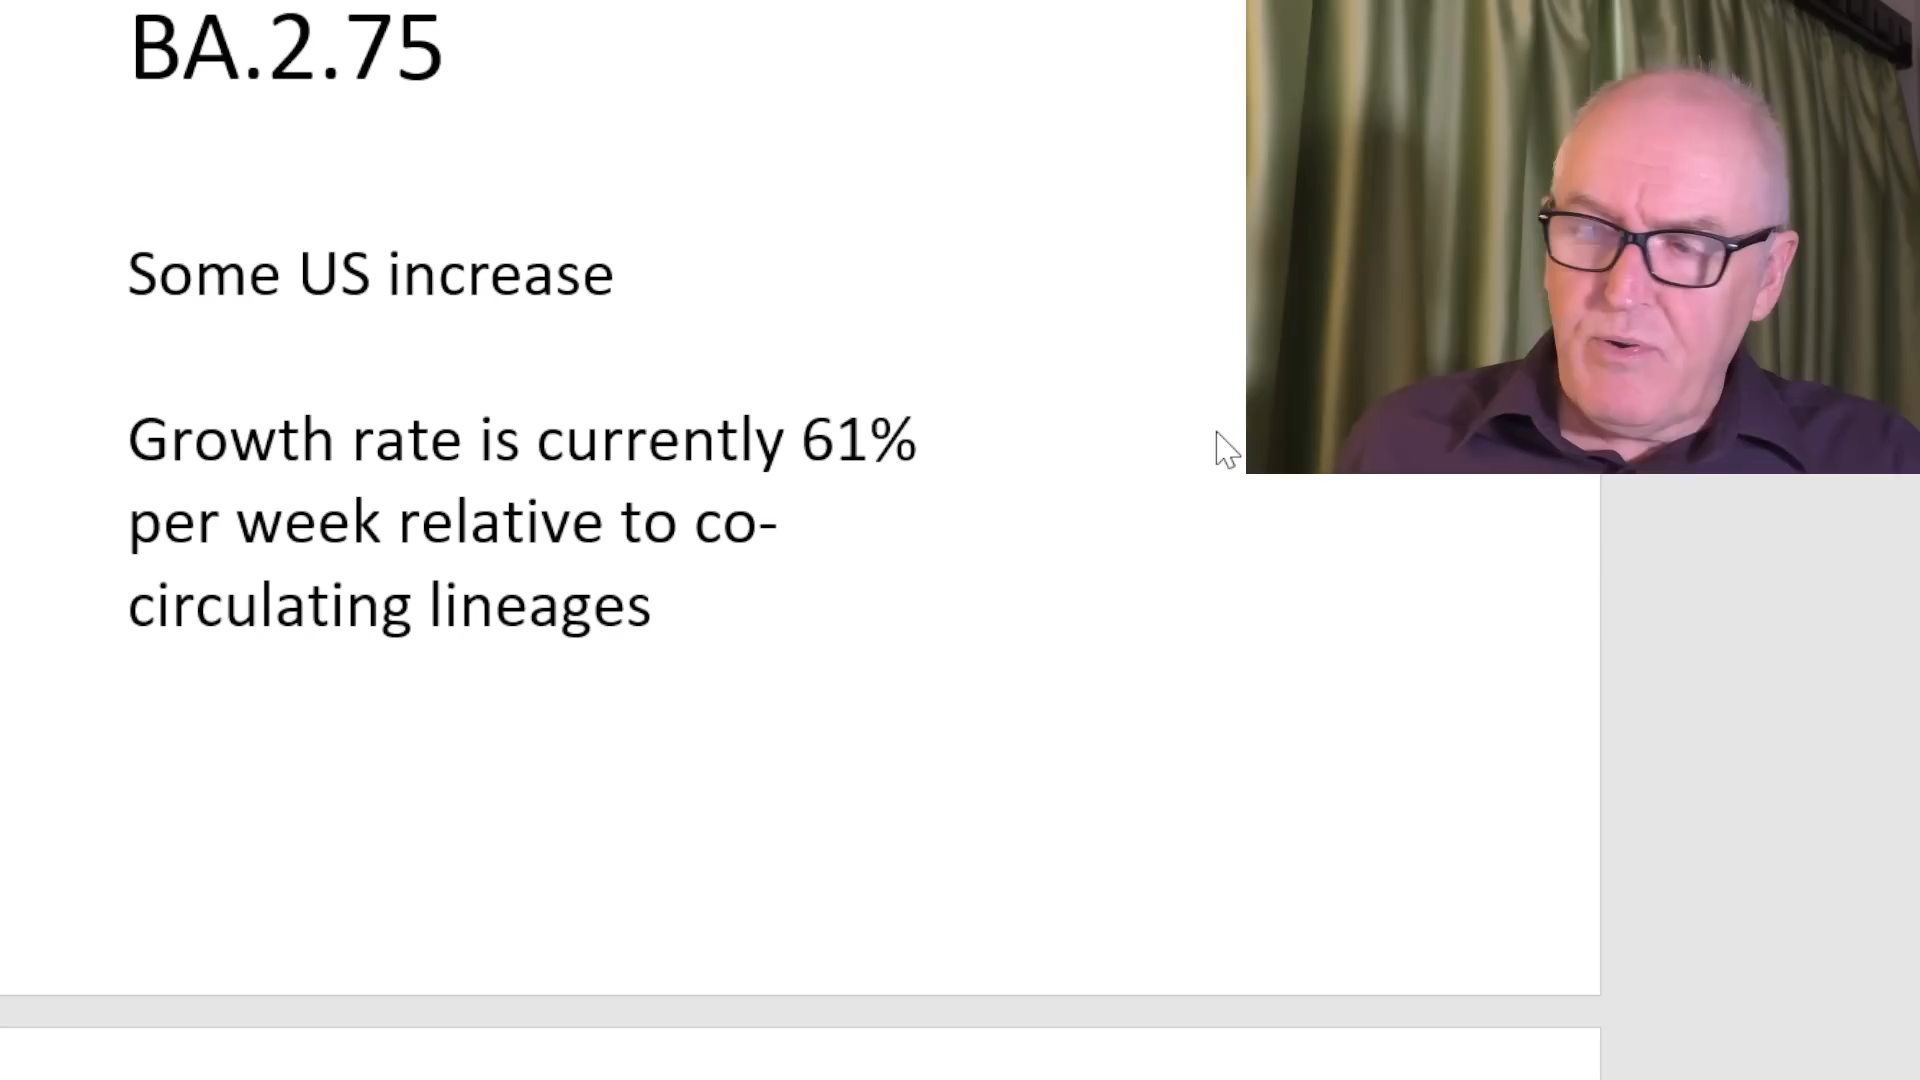 BA.2.75
Some US increase
Growth rate is currently 61%
per week relative to co-
circulating lineages